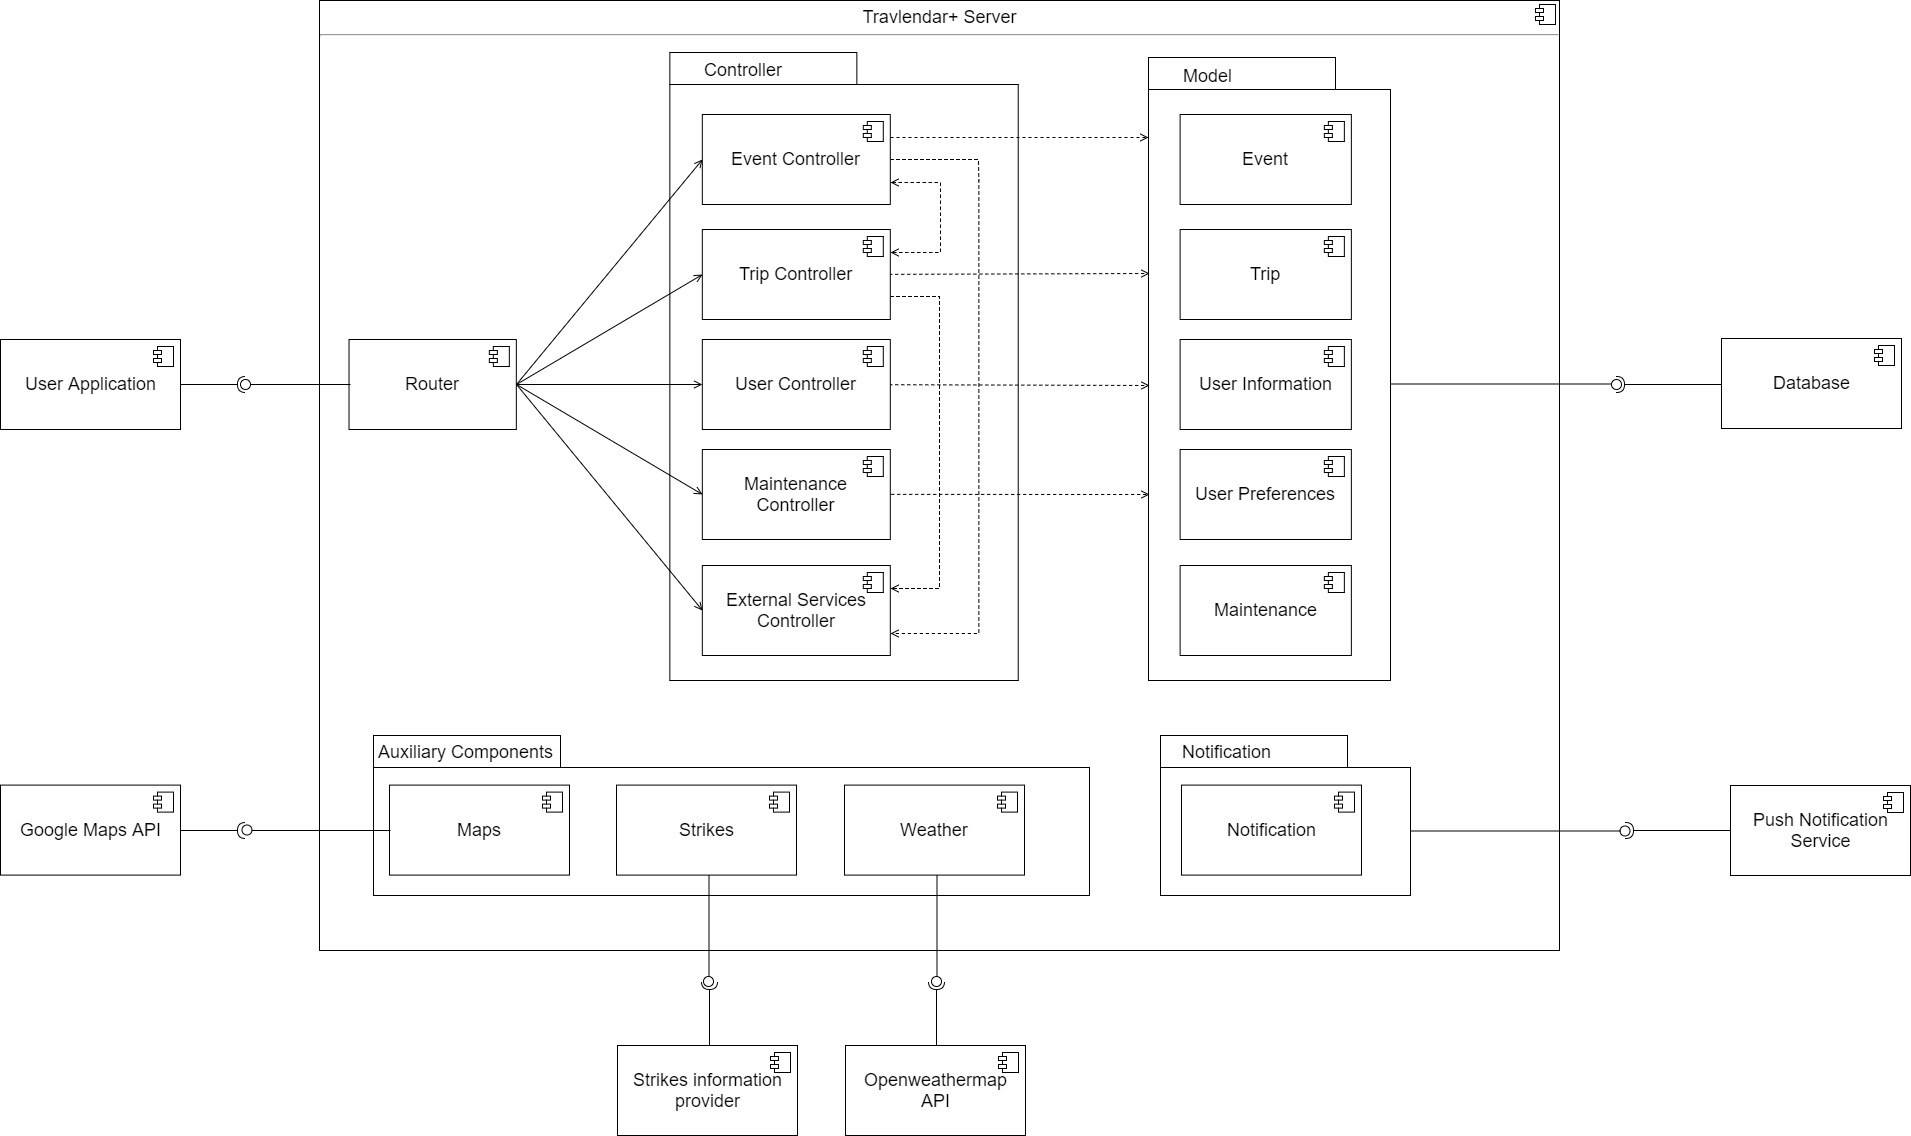 Travlendar+ Server
Controller
Model
Event Controller
Event
Trip Controller
Trip
User Application
Router
User Controller
User Information
Database
Maintenance
Controller
User Preferences
External Services
Controller
Maintenance
Auxiliary Components
Notification
Google Maps API
Maps
Strikes
Weather
Notification
Push Notification
Service
Strikes information
provider
Openweathermap
API